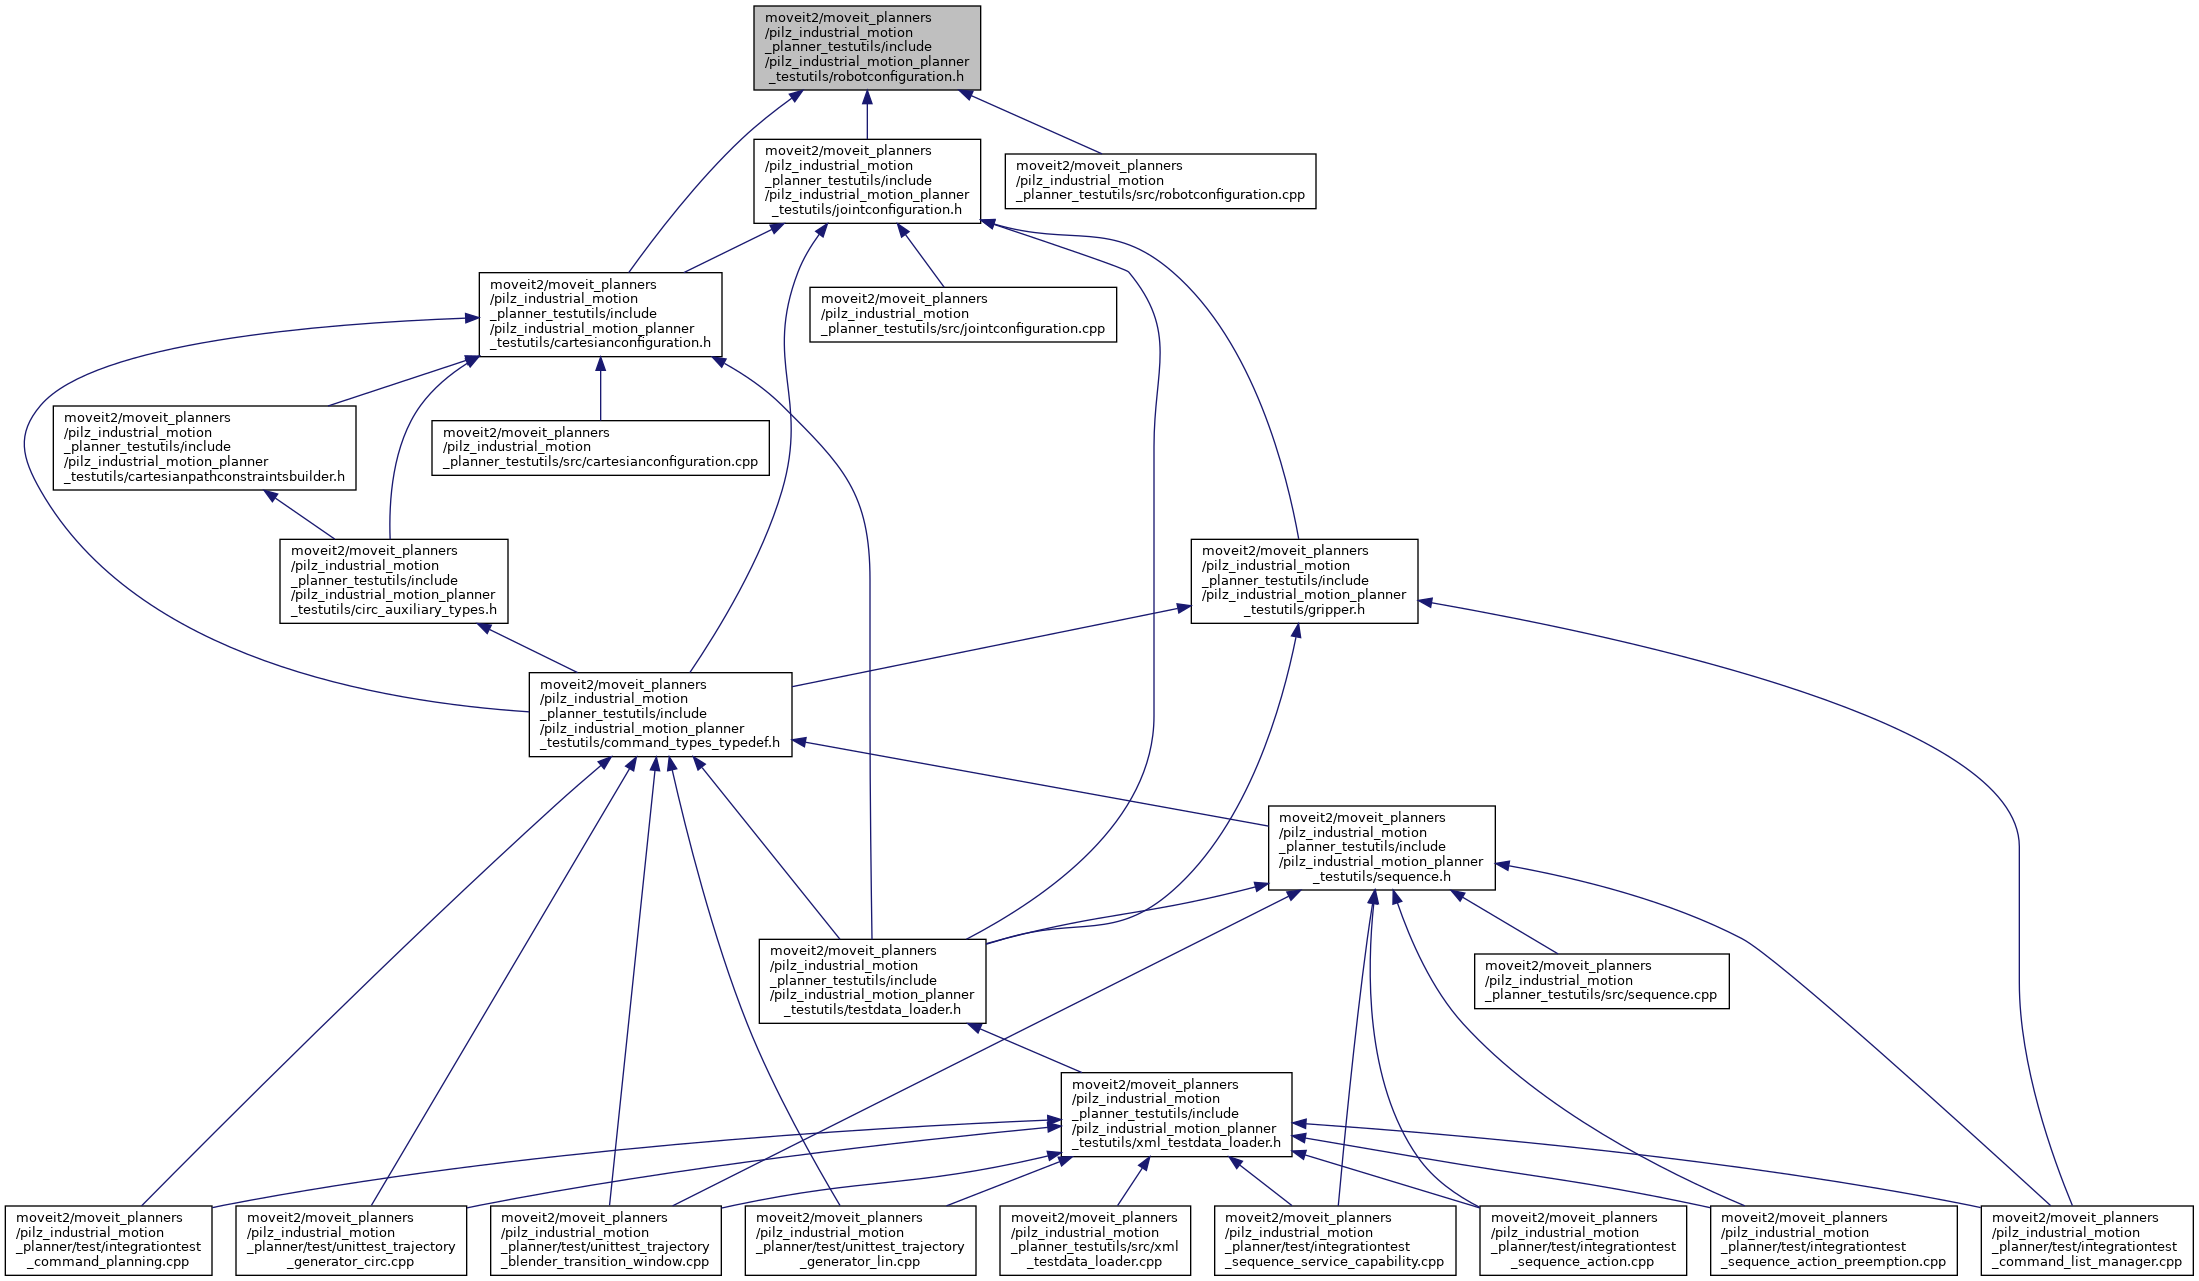 moveit2/moveit_planners
/pilz_industrial_motion
_planner_testutils/include
/pilz_industrial_motion_planner
_testutils/robotconfiguration.h
moveit2/moveit_planners
/pilz_industrial_motion
_planner_testutils/include
/pilz_industrial_motion_planner
_testutils/jointconfiguration.h
moveit2/moveit_planners
/pilz_industrial_motion
_planner_testutils/src/robotconfiguration.cpp
moveit2/moveit_planners
/pilz_industrial_motion
_planner_testutils/include
/pilz_industrial_motion_planner
_testutils/cartesianconfiguration.h
moveit2/moveit_planners
/pilz_industrial_motion
_planner_testutils/src/jointconfiguration.cpp
moveit2/moveit_planners
/pilz_industrial_motion
_planner_testutils/include
/pilz_industrial_motion_planner
_testutils/cartesianpathconstraintsbuilder.h
moveit2/moveit_planners
/pilz_industrial_motion
_planner_testutils/src/cartesianconfiguration.cpp
moveit2/moveit_planners
/pilz_industrial_motion
_planner_testutils/include
/pilz_industrial_motion_planner
_testutils/circ_auxiliary_types.h
moveit2/moveit_planners
/pilz_industrial_motion
_planner_testutils/include
/pilz_industrial_motion_planner
_testutils/gripper.h
moveit2/moveit_planners
/pilz_industrial_motion
_planner_testutils/include
/pilz_industrial_motion_planner
_testutils/command_types_typedef.h
moveit2/moveit_planners
/pilz_industrial_motion
_planner_testutils/include
/pilz_industrial_motion_planner
_testutils/sequence.h
moveit2/moveit_planners
/pilz_industrial_motion
_planner_testutils/include
/pilz_industrial_motion_planner
_testutils/testdata_loader.h
moveit2/moveit_planners
/pilz_industrial_motion
_planner_testutils/src/sequence.cpp
moveit2/moveit_planners
/pilz_industrial_motion
_planner_testutils/include
/pilz_industrial_motion_planner
_testutils/xml_testdata_loader.h
moveit2/moveit_planners
/pilz_industrial_motion
_planner/test/integrationtest
_command_planning.cpp
moveit2/moveit_planners
/pilz_industrial_motion
_planner/test/unittest_trajectory
_generator_circ.cpp
moveit2/moveit_planners
/pilz_industrial_motion
_planner/test/unittest_trajectory
_blender_transition_window.cpp
moveit2/moveit_planners
/pilz_industrial_motion
_planner/test/unittest_trajectory
_generator_lin.cpp
moveit2/moveit_planners
/pilz_industrial_motion
_planner_testutils/src/xml
_testdata_loader.cpp
moveit2/moveit_planners
/pilz_industrial_motion
_planner/test/integrationtest
_sequence_service_capability.cpp
moveit2/moveit_planners
/pilz_industrial_motion
_planner/test/integrationtest
_sequence_action.cpp
moveit2/moveit_planners
/pilz_industrial_motion
_planner/test/integrationtest
_sequence_action_preemption.cpp
moveit2/moveit_planners
/pilz_industrial_motion
_planner/test/integrationtest
_command_list_manager.cpp